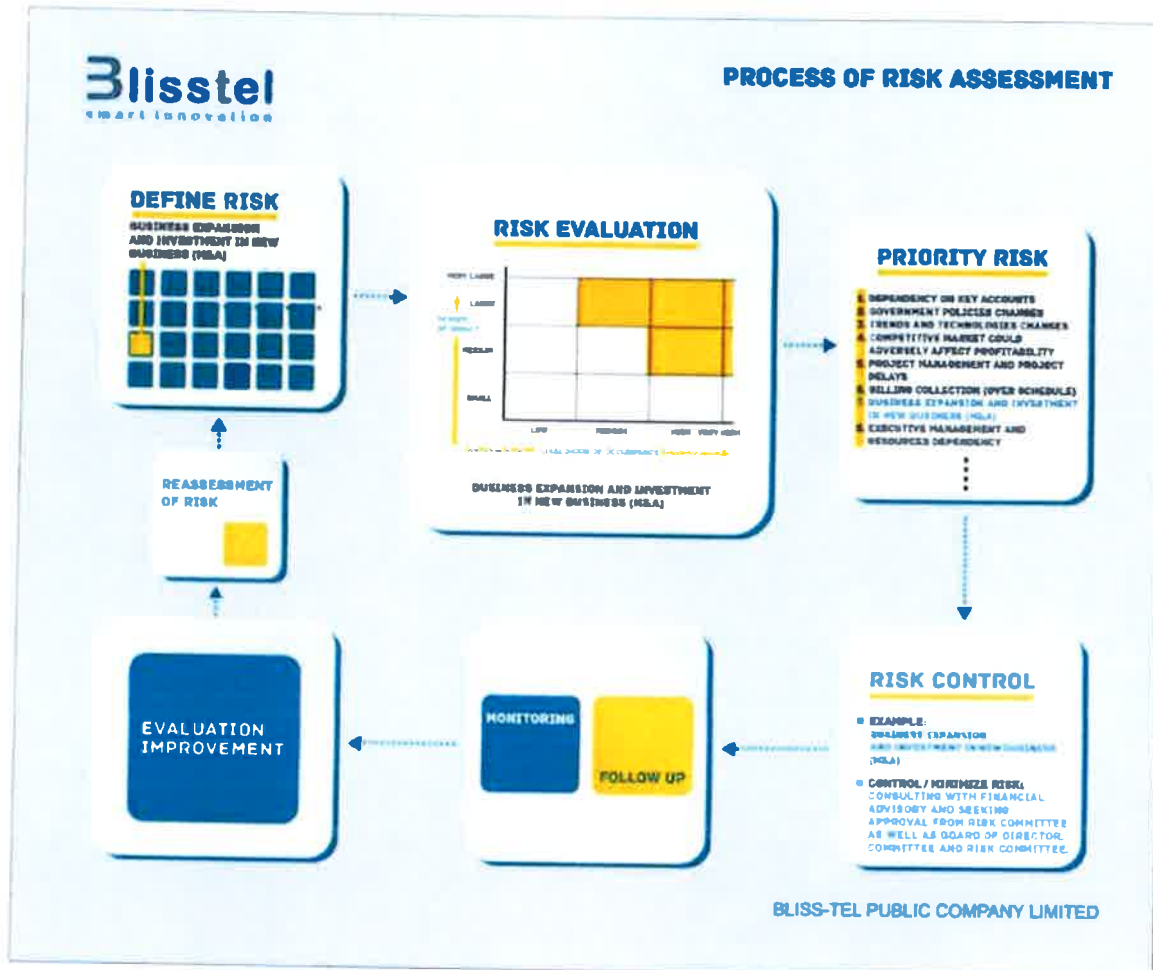 Blisstel
smart innovation
PROCESS OF RISK ASSESSMENT
DEFINE RISK
BUSINESS EXPANSION
AND INVESTMENT IN NEW
BUSINESS (M&A)
RISK EVALUATION
VERY LARGE
LARGE
MEDIUM
SMALL
LOW
MEDIUM
HIGH
VERY HIGH
LIKELIHOOD OF OCCURRENCE
BUSINESS EXPANSION AND INVESTMENT
IN NEW BUSINESS (M&A)
PRIORITY RISK
1. DEPENDENCY ON KEY ACCOUNTS
2. GOVERNMENT POLICIES CHANGES
3. TRENDS AND TECHNOLOGIES CHANGES
4. COMPETITIVE MARKET COULD
ADVERSELY AFFECT PROFITABILITY
5. PROJECT MANAGEMENT AND PROJECT
DELAYS
6. BILLING COLLECTION (OVER SCHEDULE)
7. BUSINESS EXPANSION AND INVESTMENT
IN NEW BUSINESS (M&A)
8. EXECUTIVE MANAGEMENT AND
RESOURCES DEPENDENCY
REASSESSMENT
OF RISK
RISK CONTROL
EXAMPLE:
BUSINESS EXPANSION
AND INVESTMENT IN NEW BUSINESS
(M&A)
CONTROL / MINIMIZE RISK:
CONSULTING WITH FINANCIAL
ADVISORY AND SEEKING
APPROVAL FROM RISK COMMITTEE
AS WELL AS BOARD OF DIRECTOR
COMMITTEE AND RISK COMMITTEE.
MONITORING
FOLLOW UP
EVALUATION
IMPROVEMENT
BLISS-TEL PUBLIC COMPANY LIMITED